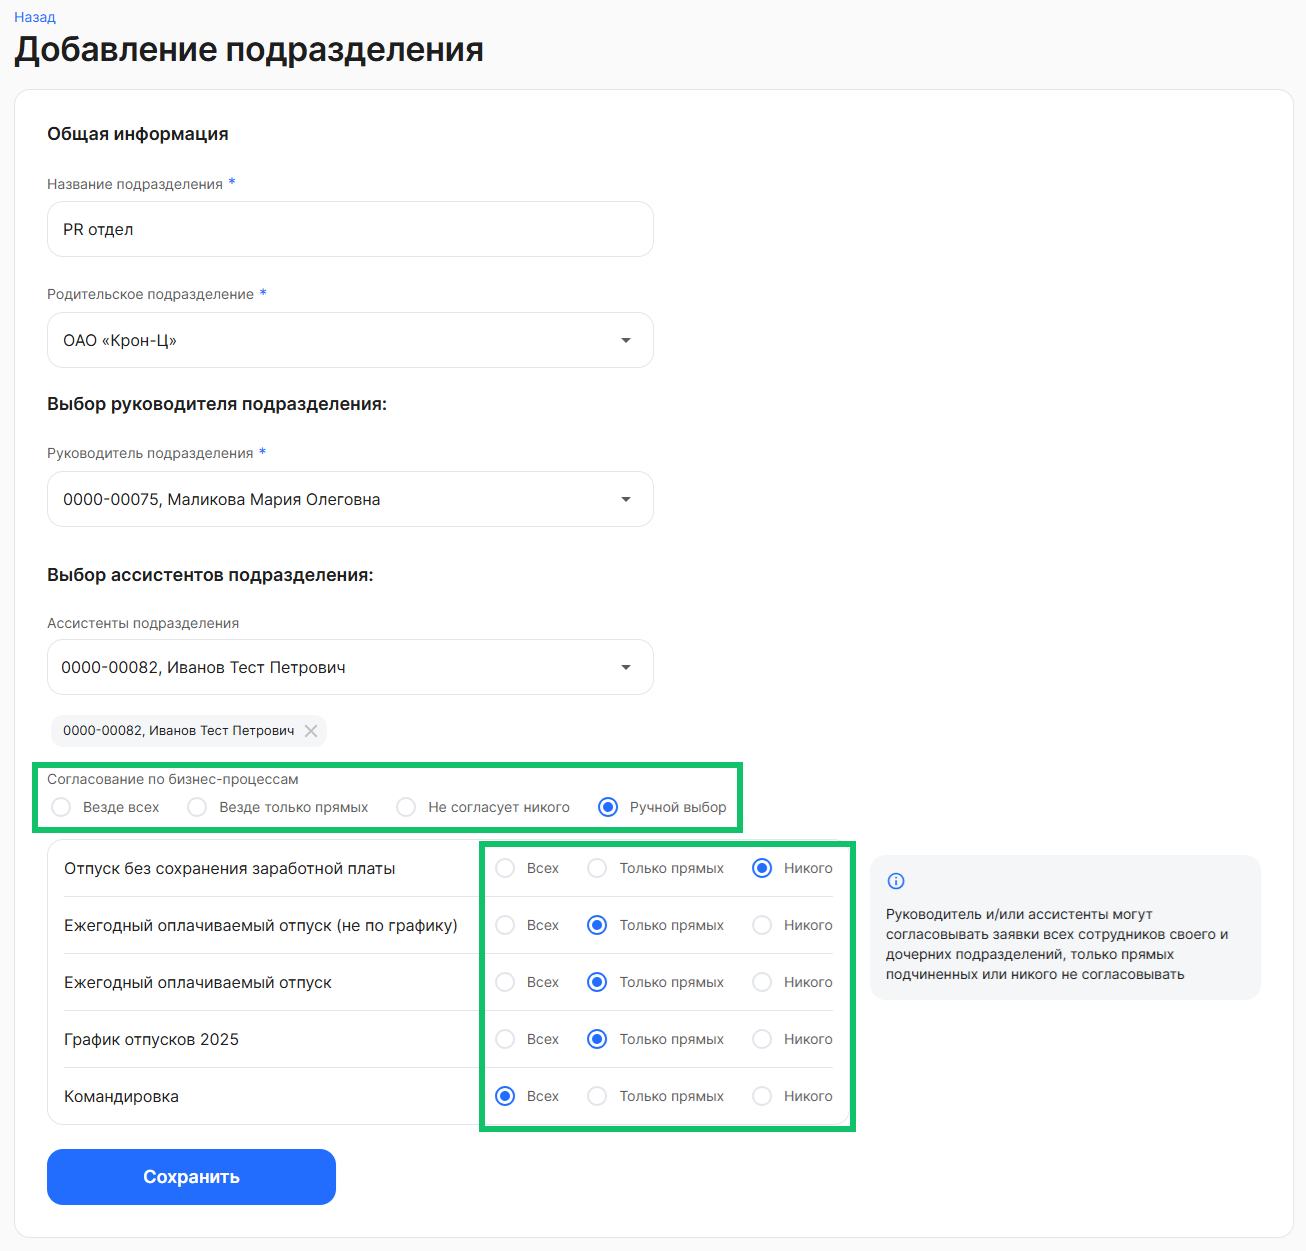 Назад
Добавление подразделения
Общая информация
Название подразделения *
PR отдел
Родительское подразделение *
ОАО «Крон-Ц»
Выбор руководителя подразделения:
Руководитель подразделения *
0000-00075, Маликова Мария Олеговна
Выбор ассистентов подразделения:
Ассистенты подразделения
0000-00082, Иванов Тест Петрович
0000-00082, Иванов Тест Петрович
Согласование по бизнес-процессам
Везде всех Везде только прямых Не согласует никого Ручной выбор
Отпуск без сохранения заработной платы Всех Только прямых Никого
Ежегодный оплачиваемый отпуск (не по графику) Всех Только прямых Никого
Ежегодный оплачиваемый отпуск Всех Только прямых Никого
График отпусков 2025 Всех Только прямых Никого
Командировка Всех Только прямых Никого
Руководитель и/или ассистенты могут
согласовывать заявки всех сотрудников своего и
дочерних подразделений, только прямых
подчиненных или никого не согласовывать
Сохранить